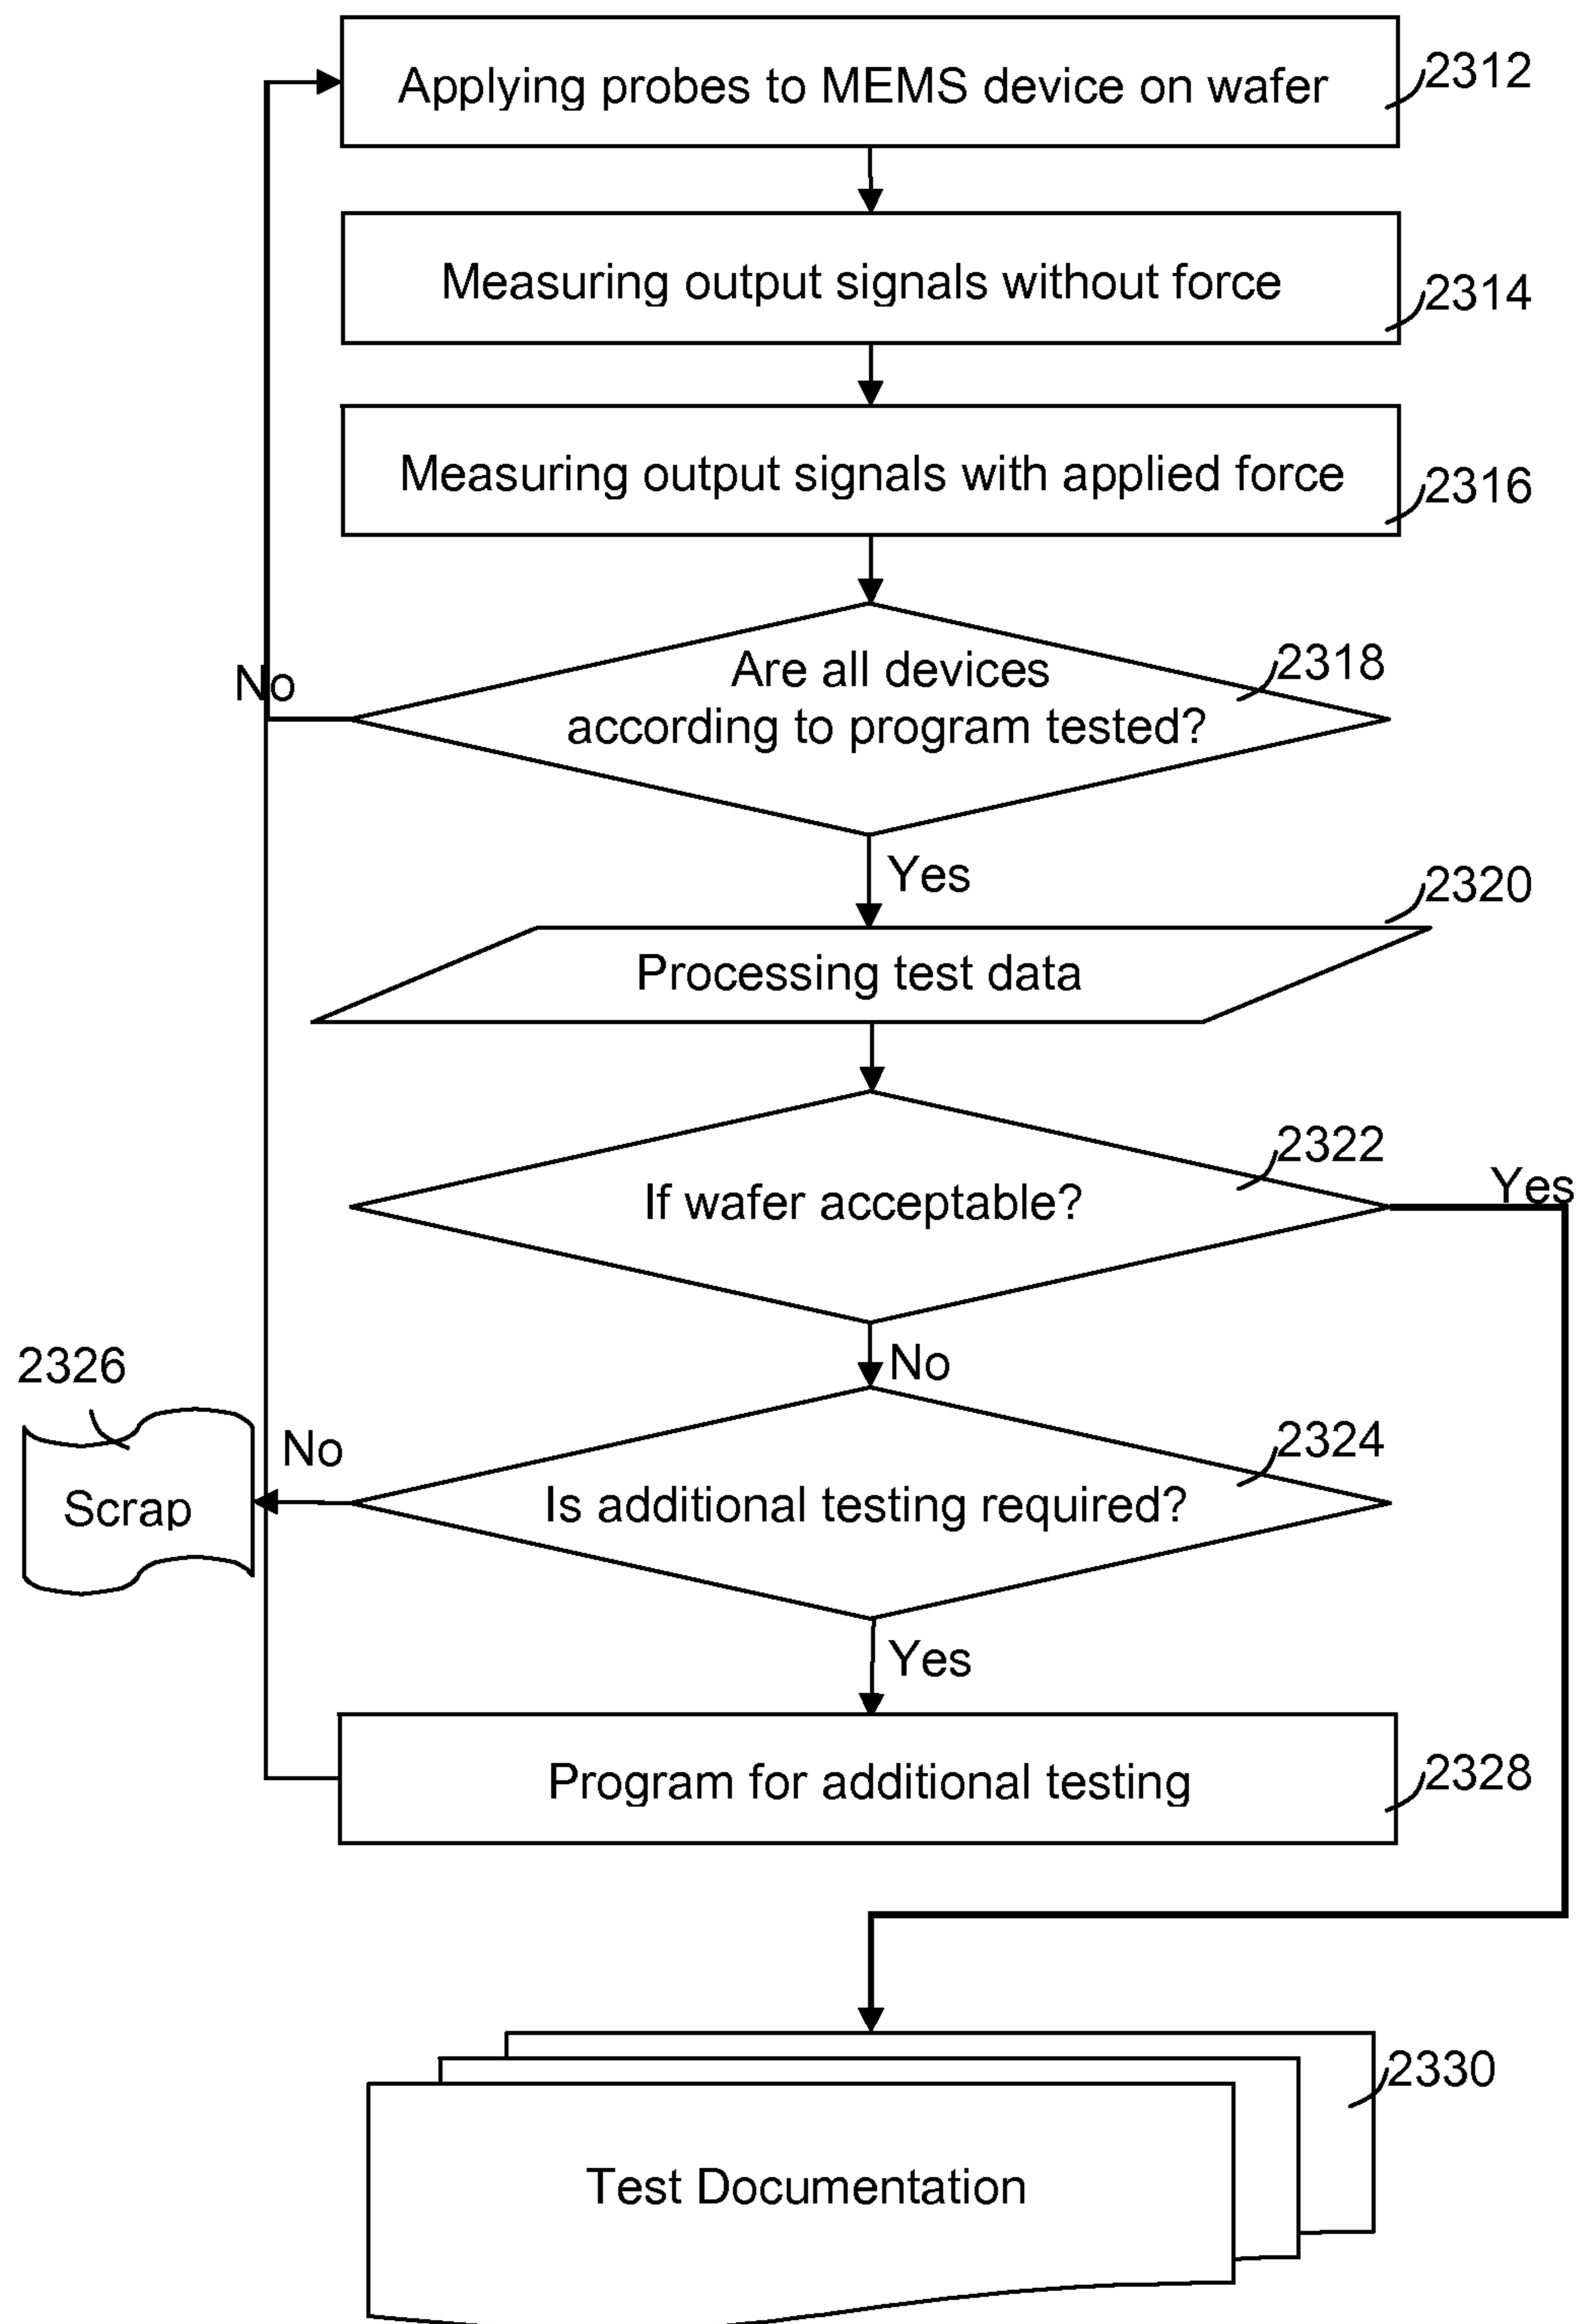 Applying probes to MEMS device on wafer
2312
Measuring output signals without force
2314
Measuring output signals with applied force
2316
Are all devices
according to program tested?
2318
No
Yes
2320
Processing test data
If wafer acceptable?
2322
Yes
No
2326
Scrap
No
Is additional testing required?
2324
Yes
Program for additional testing
2328
2330
Test Documentation